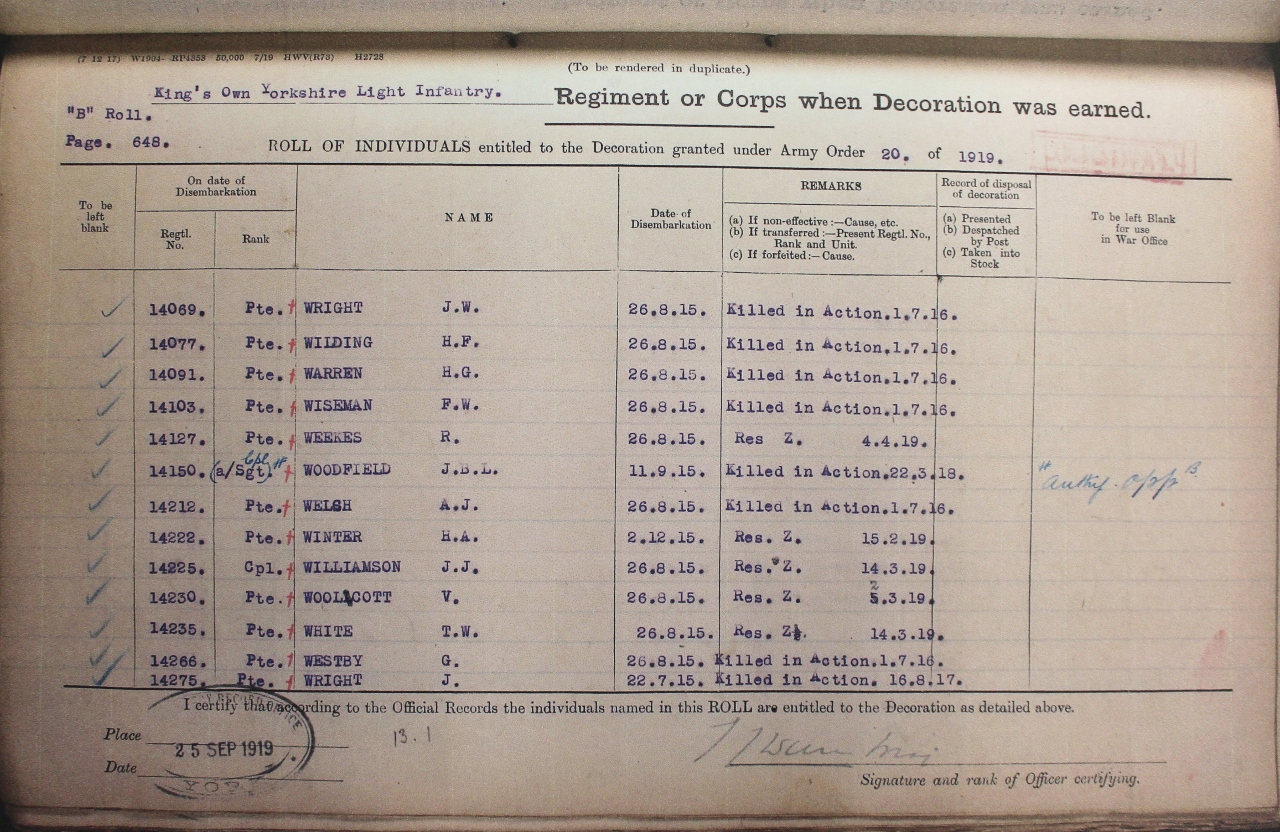 (7 12 17) W1984- RP4853 50,000 7/19 HWV(R73) H2728
(To be rendered in duplicate.)
King's Own Yorkshire Light Infantry. Regiment or Corps when Decoration was earned.
"B" Roll.
Page. 648. ROLL OF INDIVIDUALS entitled to the Decoration granted under Army Order 20. of 1919.
To be left blank
On date of Disembarkation
Regtl. No.
Rank
NAME
Date of Disembarkation
REMARKS
(a) If non-effective :—Cause, etc.
(b) If transferred :—Present Regtl. No.,
Rank and Unit.
(c) If forfeited :—Cause.
Record of disposal of decoration
(a) Presented
(b) Despatched by Post
(c) Taken into Stock
To be left Blank for use in War Office
14069. Pte. WRIGHT J.W. 26.8.15. Killed in Action.1.7.16.
14077. Pte. WILDING H.F. 26.8.15. Killed in Action.1.7.16.
14091. Pte. WARREN H.G. 26.8.15. Killed in Action.1.7.16.
14103. Pte. WISEMAN F.W. 26.8.15. Killed in Action.1.7.16.
14127. Pte. WEEKES R. 26.8.15. Res Z. 4.4.19.
14150. (a/Sgt). Cpl # WOODFIELD J.B.L. 11.9.15. Killed in Action.22.3.18. # Authy. opp B.
14212. Pte. WELSH A.J. 26.8.15. Killed in Action.1.7.16.
14222. Pte. WINTER H.A. 2.12.15. Res. Z. 15.2.19.
14225. Cpl. WILLIAMSON J.J. 26.8.15. Res. Z. 14.3.19.
14230. Pte. WOOLLCOTT V. 26.8.15. Res. Z. 5.3.19.
14235. Pte. WHITE T.W. 26.8.15. Res. Z. 14.3.19.
14266. Pte. WESTBY G. 26.8.15. Killed in Action.1.7.16.
14275. Pte. WRIGHT J. 22.7.15. Killed in Action. 16.8.17.
I certify that according to the Official Records the individuals named in this ROLL are entitled to the Decoration as detailed above.
Place
25 SEP 1919
13.1
Date
Signature and rank of Officer certifying.